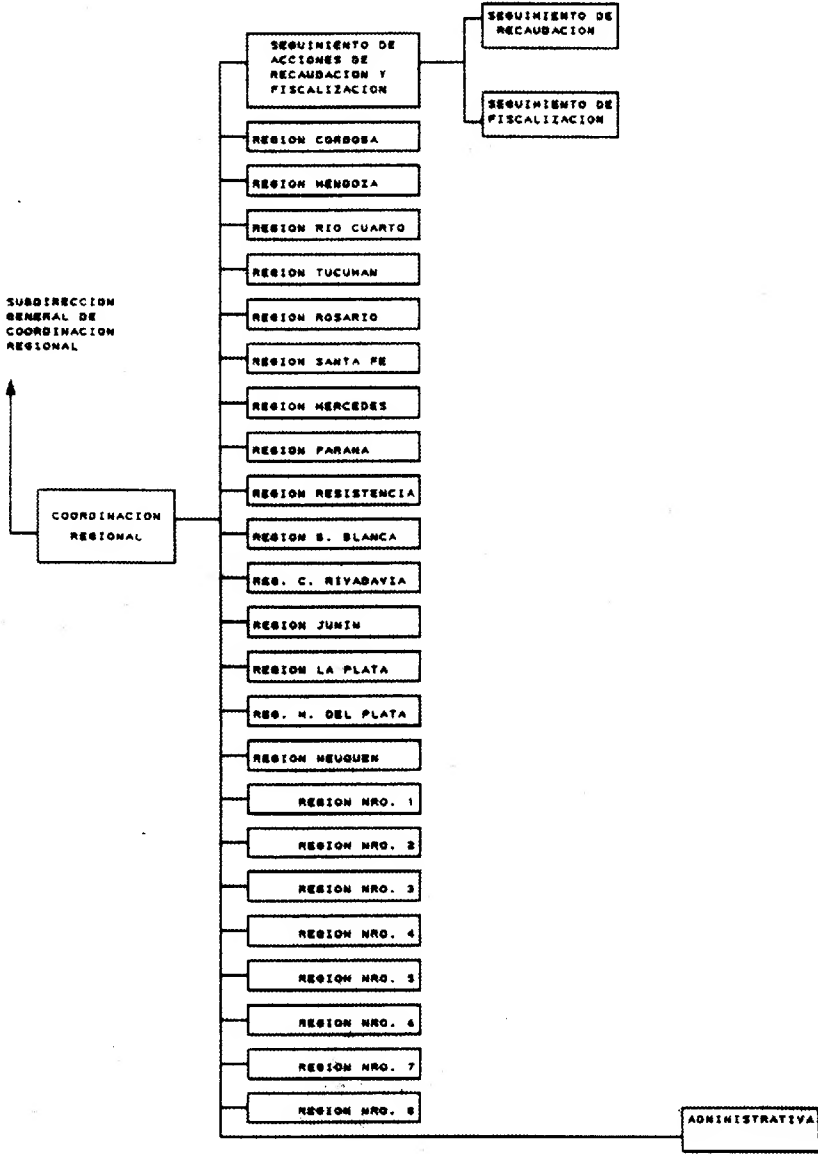 SEGUIMIENTO DE
ACCIONES DE
RECAUDACION Y
FISCALIZACION
SEGUIMIENTO DE
RECAUDACION
SEGUIMIENTO DE
FISCALIZACION
REGION CORDOBA
REGION MENDOZA
REGION RIO CUARTO
REGION TUCUMAN
SUBDIRECCION
GENERAL DE
COORDINACION
REGIONAL
REGION ROSARIO
REGION SANTA FE
REGION MERCEDES
REGION PARANA
REGION RESISTENCIA
COORDINACION
REGIONAL
REGION B. BLANCA
REG. C. RIVADAVIA
REGION JUNIN
REGION LA PLATA
REG. M. DEL PLATA
REGION NEUQUEN
REGION NRO. 1
REGION NRO. 2
REGION NRO. 3
REGION NRO. 4
REGION NRO. 5
REGION NRO. 6
REGION NRO. 7
REGION NRO. 8
ADMINISTRATIVA